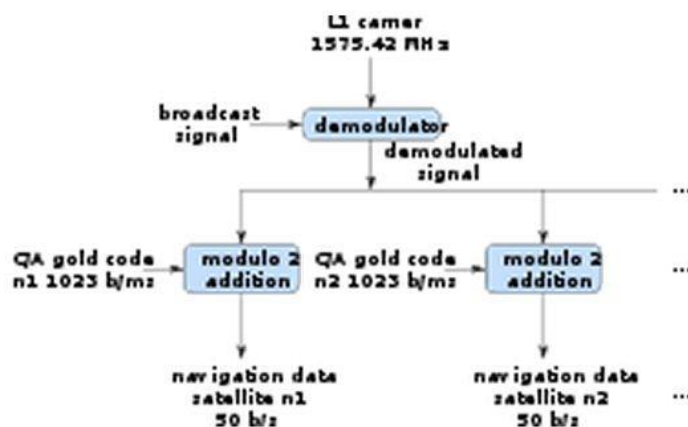 L1 carrier
1575.42 MHz
broadcast
signal
demodulator
demodulated
signal
...
C/A gold code
n1 1023 b/ms
modulo 2
addition
C/A gold code
n2 1023 b/ms
modulo 2
addition
...
navigation data
satellite n1
50 b/s
navigation data
satellite n2
50 b/s
...